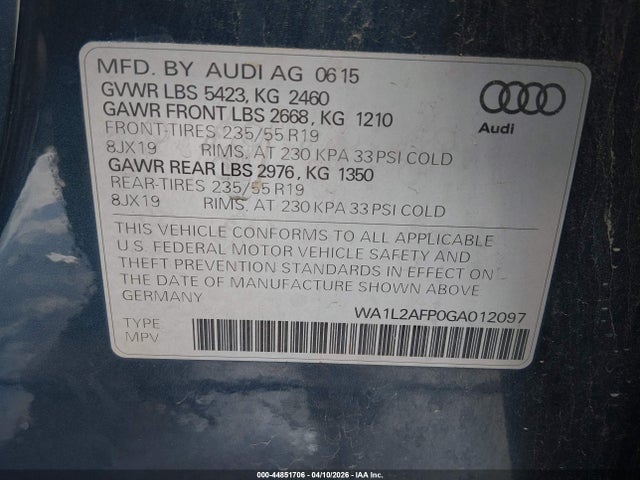 MFD. BY AUDI AG 06 15
GVWR LBS 5423, KG 2460
GAWR FRONT LBS 2668, KG 1210
FRONT-TIRES 235/55 R19
8JX19 RIMS, AT 230 KPA 33 PSI COLD
GAWR REAR LBS 2976, KG 1350
REAR-TIRES 235/55 R19
8JX19 RIMS, AT 230 KPA 33 PSI COLD
Audi
THIS VEHICLE CONFORMS TO ALL APPLICABLE
U.S. FEDERAL MOTOR VEHICLE SAFETY AND
THEFT PREVENTION STANDARDS IN EFFECT ON
THE DATE OF MANUFACTURE SHOWN ABOVE
GERMANY
WA1L2AFP0GA012097
TYPE:
MPV
000-44851706 - 04/10/2026 - IAA Inc.